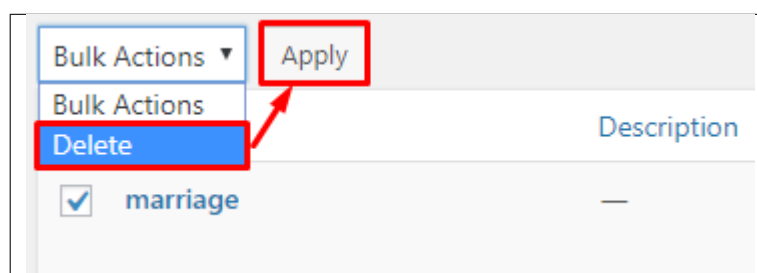 Bulk Actions ▼ Apply
Bulk Actions
Delete
Description
marriage —